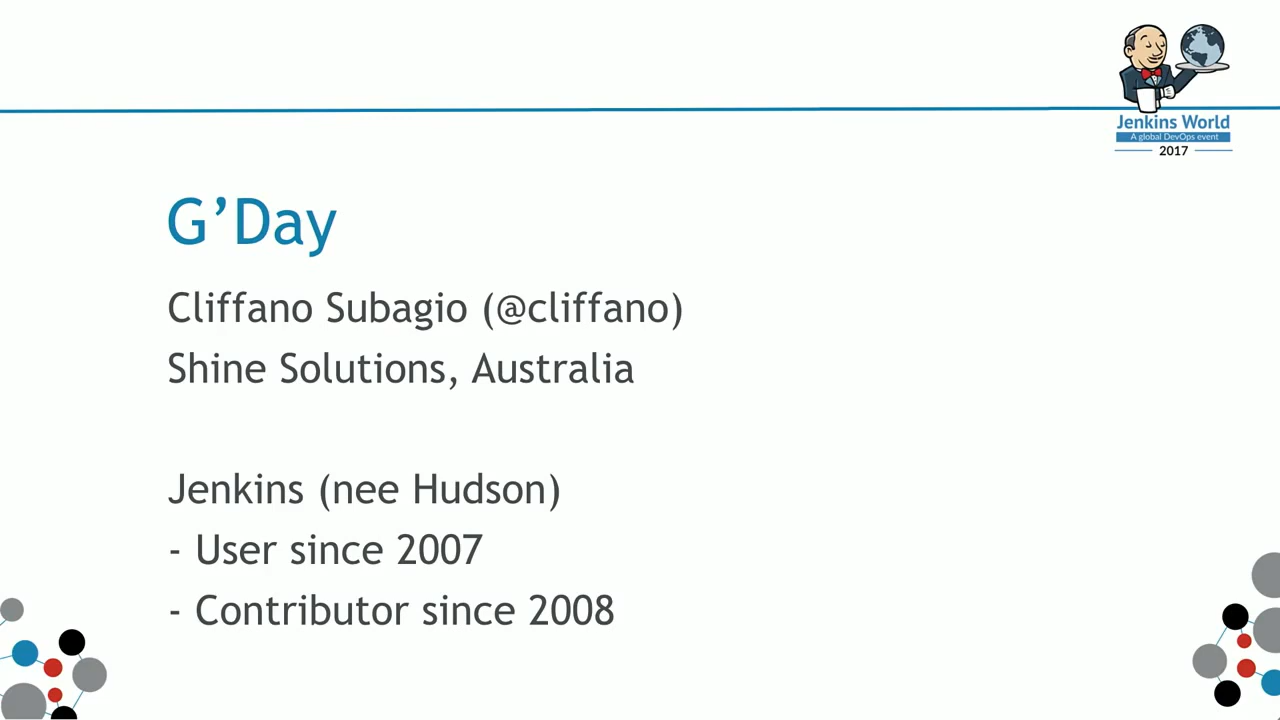 Jenkins World
A global DevOps event
2017
G’Day
Cliffano Subagio (@cliffano)
Shine Solutions, Australia
Jenkins (nee Hudson)
- User since 2007
- Contributor since 2008